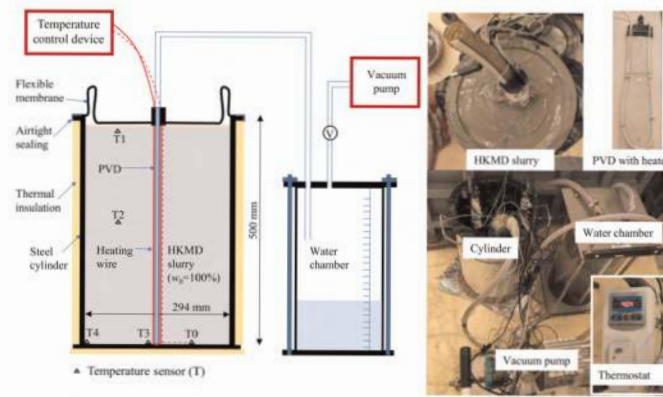 Temperature
control device
Flexible
membrane
Airtight
sealing
Thermal
insulation
Steel
cylinder
T1
PVD
T2
Heating
wire
HKMD
slurry
(w₀=100%)
294 mm
T4
T3
T0
500 mm
Temperature sensor (T)
Vacuum
pump
V
Water
chamber
HKMD slurry
PVD with heate
Cylinder
Water chamber
Vacuum pump
Thermostat